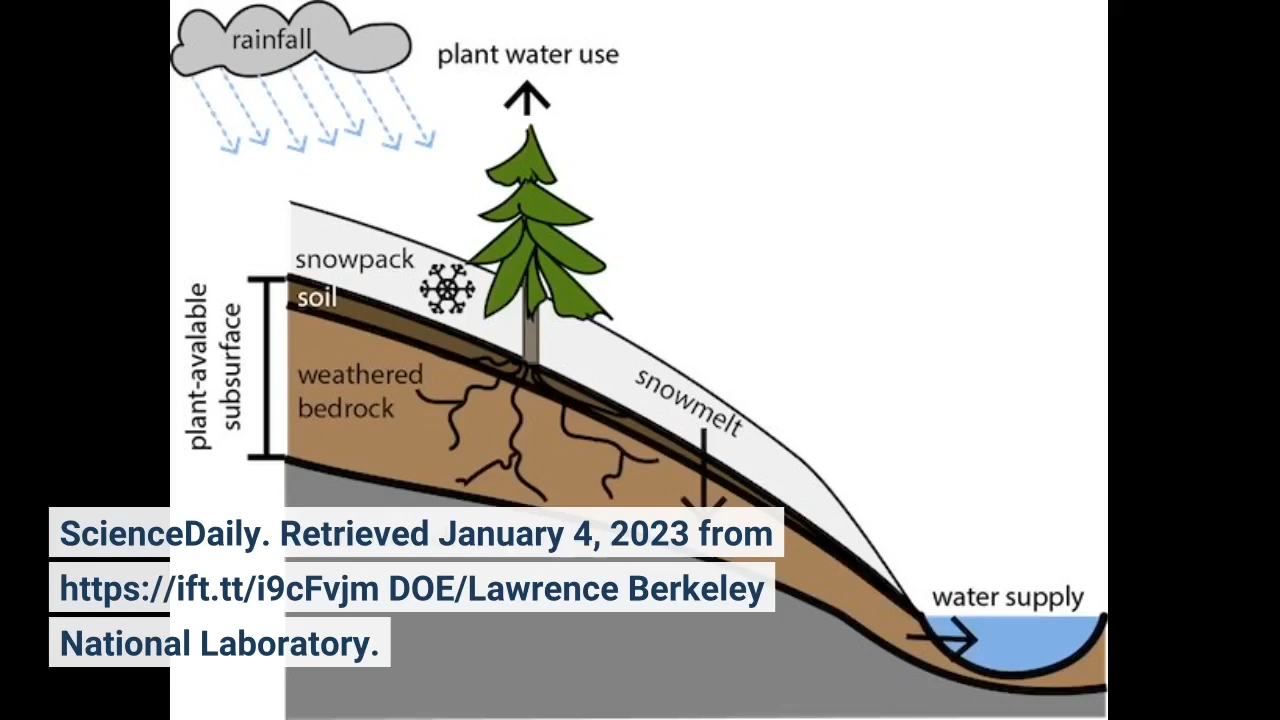 rainfall
plant water use
snowpack
soil
plant-avalable
subsurface
weathered
bedrock
snowmelt
ScienceDaily. Retrieved January 4, 2023 from
https://ift.tt/i9cFvjm DOE/Lawrence Berkeley
National Laboratory.
water supply